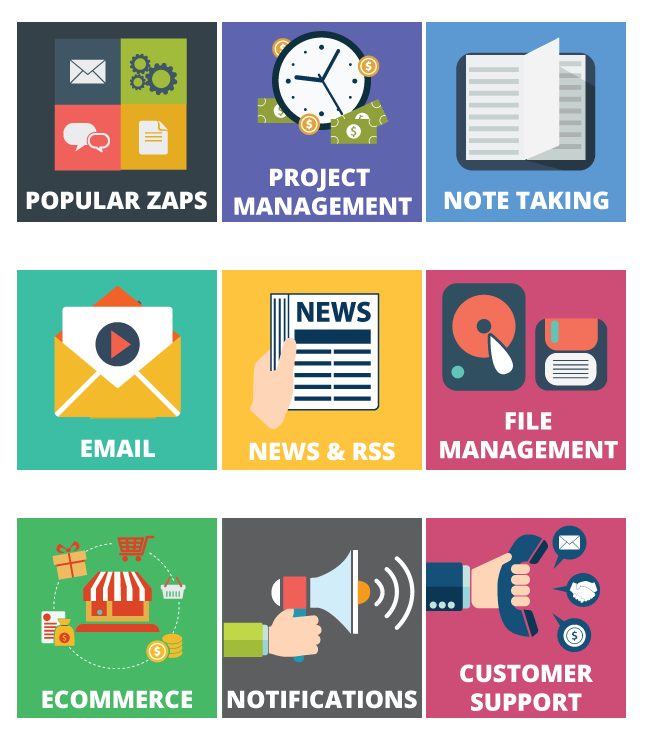 POPULAR ZAPS
PROJECT
MANAGEMENT
NOTE TAKING
EMAIL
NEWS
NEWS & RSS
FILE
MANAGEMENT
ECOMMERCE
NOTIFICATIONS
CUSTOMER
SUPPORT